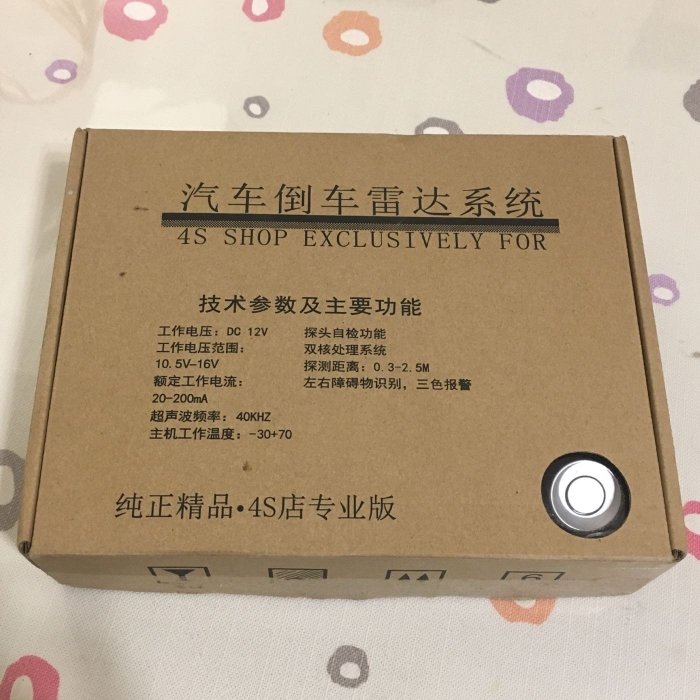 汽车倒车雷达系统
4S SHOP EXCLUSIVELY FOR
技术参数及主要功能
工作电压：DC 12V
工作电压范围：
10.5V-16V
额定工作电流：
20-200mA
超声波频率：40KHZ
主机工作温度：-30+70
探头自检功能
双核处理系统
探测距离：0.3-2.5M
左右障碍物识别，三色报警
纯正精品·4S店专业版